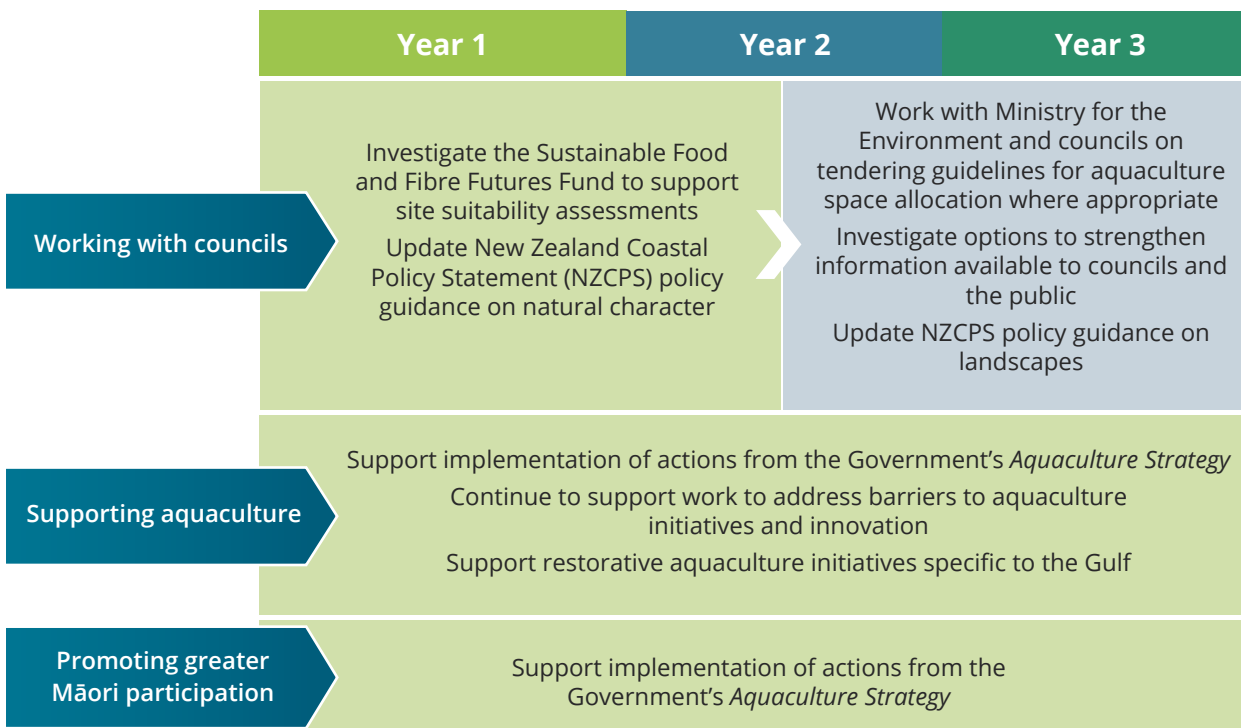 Year 1
Year 2
Year 3
Working with councils
Investigate the Sustainable Food
and Fibre Futures Fund to support
site suitability assessments
Update New Zealand Coastal
Policy Statement (NZCPS) policy
guidance on natural character
Work with Ministry for the
Environment and councils on
tendering guidelines for aquaculture
space allocation where appropriate
Investigate options to strengthen
information available to councils and
the public
Update NZCPS policy guidance on
landscapes
Supporting aquaculture
Support implementation of actions from the Government’s Aquaculture Strategy
Continue to support work to address barriers to aquaculture
initiatives and innovation
Support restorative aquaculture initiatives specific to the Gulf
Promoting greater
Māori participation
Support implementation of actions from the
Government’s Aquaculture Strategy